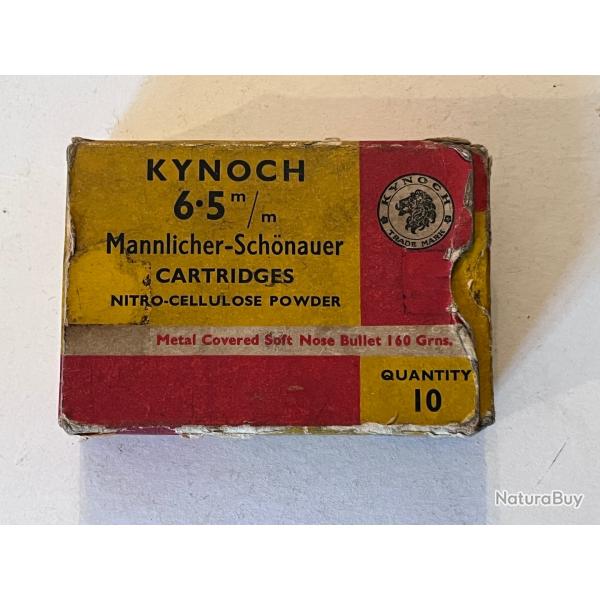 KYNOCH
6·5 m/m
Mannlicher-Schönauer
CARTRIDGES
NITRO-CELLULOSE POWDER
KYNOCH
TRADE MARK
Metal Covered Soft Nose Bullet 160 Grns.
QUANTITY
10
NaturaBuy